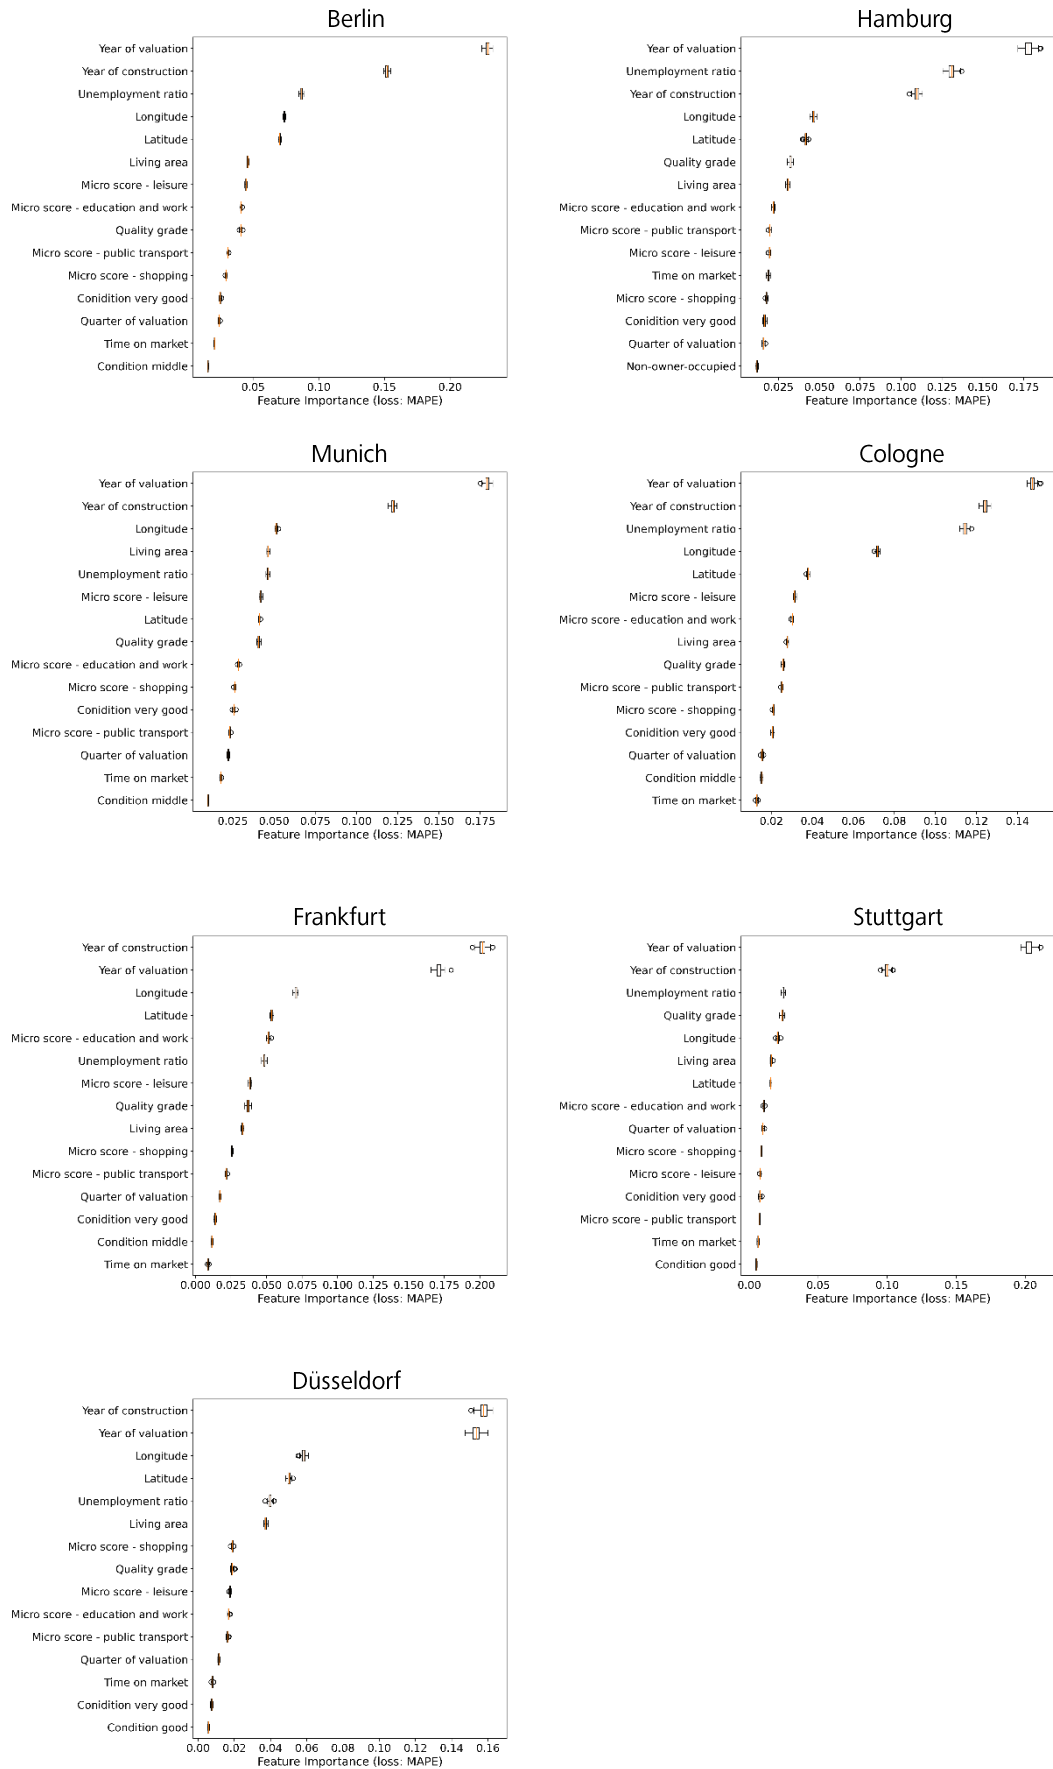 Berlin
Year of valuation
Year of construction
Unemployment ratio
Longitude
Latitude
Living area
Micro score - leisure
Micro score - education and work
Quality grade
Micro score - public transport
Micro score - shopping
Conidition very good
Quarter of valuation
Time on market
Condition middle
0.05 0.10 0.15 0.20
Feature Importance (loss: MAPE)
Hamburg
Year of valuation
Unemployment ratio
Year of construction
Longitude
Latitude
Quality grade
Living area
Micro score - education and work
Micro score - public transport
Micro score - leisure
Time on market
Micro score - shopping
Conidition very good
Quarter of valuation
Non-owner-occupied
0.025 0.050 0.075 0.100 0.125 0.150 0.175
Feature Importance (loss: MAPE)
Munich
Year of valuation
Year of construction
Longitude
Living area
Unemployment ratio
Micro score - leisure
Latitude
Quality grade
Micro score - education and work
Micro score - shopping
Conidition very good
Micro score - public transport
Quarter of valuation
Time on market
Condition middle
0.025 0.050 0.075 0.100 0.125 0.150 0.175
Feature Importance (loss: MAPE)
Cologne
Year of valuation
Year of construction
Unemployment ratio
Longitude
Latitude
Micro score - leisure
Micro score - education and work
Living area
Quality grade
Micro score - public transport
Micro score - shopping
Conidition very good
Quarter of valuation
Condition middle
Time on market
0.02 0.04 0.06 0.08 0.10 0.12 0.14
Feature Importance (loss: MAPE)
Frankfurt
Year of construction
Year of valuation
Longitude
Latitude
Micro score - education and work
Unemployment ratio
Micro score - leisure
Quality grade
Living area
Micro score - shopping
Micro score - public transport
Quarter of valuation
Conidition very good
Condition middle
Time on market
0.000 0.025 0.050 0.075 0.100 0.125 0.150 0.175 0.200
Feature Importance (loss: MAPE)
Stuttgart
Year of valuation
Year of construction
Unemployment ratio
Quality grade
Longitude
Living area
Latitude
Micro score - education and work
Quarter of valuation
Micro score - shopping
Micro score - leisure
Conidition very good
Micro score - public transport
Time on market
Condition good
0.00 0.05 0.10 0.15 0.20
Feature Importance (loss: MAPE)
Düsseldorf
Year of construction
Year of valuation
Longitude
Latitude
Unemployment ratio
Living area
Micro score - shopping
Quality grade
Micro score - leisure
Micro score - education and work
Micro score - public transport
Quarter of valuation
Time on market
Conidition very good
Condition good
0.00 0.02 0.04 0.06 0.08 0.10 0.12 0.14 0.16
Feature Importance (loss: MAPE)